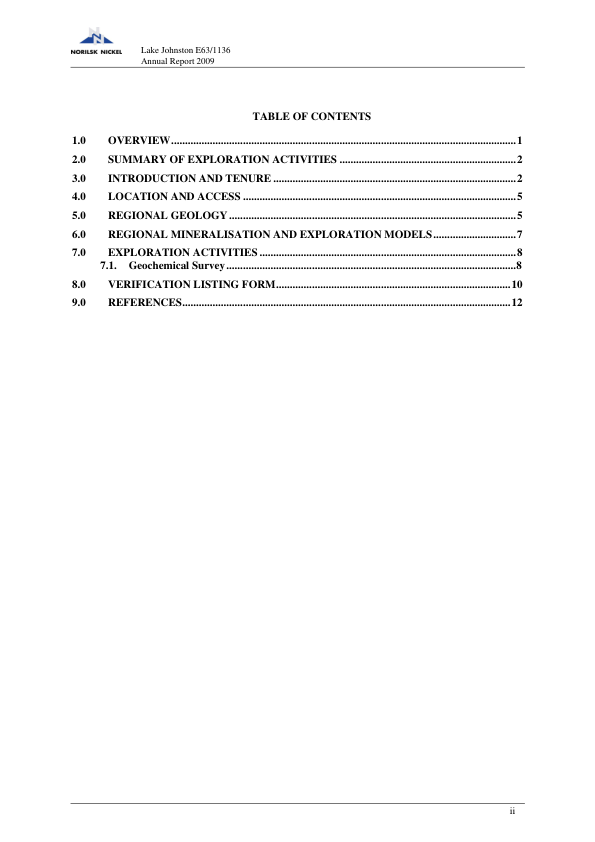 NORILSK NICKEL
Lake Johnston E63/1136
Annual Report 2009
TABLE OF CONTENTS
1.0 OVERVIEW........................................................................................................................1
2.0 SUMMARY OF EXPLORATION ACTIVITIES ................................................................2
3.0 INTRODUCTION AND TENURE ........................................................................................2
4.0 LOCATION AND ACCESS ...................................................................................................5
5.0 REGIONAL GEOLOGY ........................................................................................................5
6.0 REGIONAL MINERALISATION AND EXPLORATION MODELS..............................7
7.0 EXPLORATION ACTIVITIES .............................................................................................8
7.1. Geochemical Survey.........................................................................................................8
8.0 VERIFICATION LISTING FORM.....................................................................................10
9.0 REFERENCES.......................................................................................................................12
ii